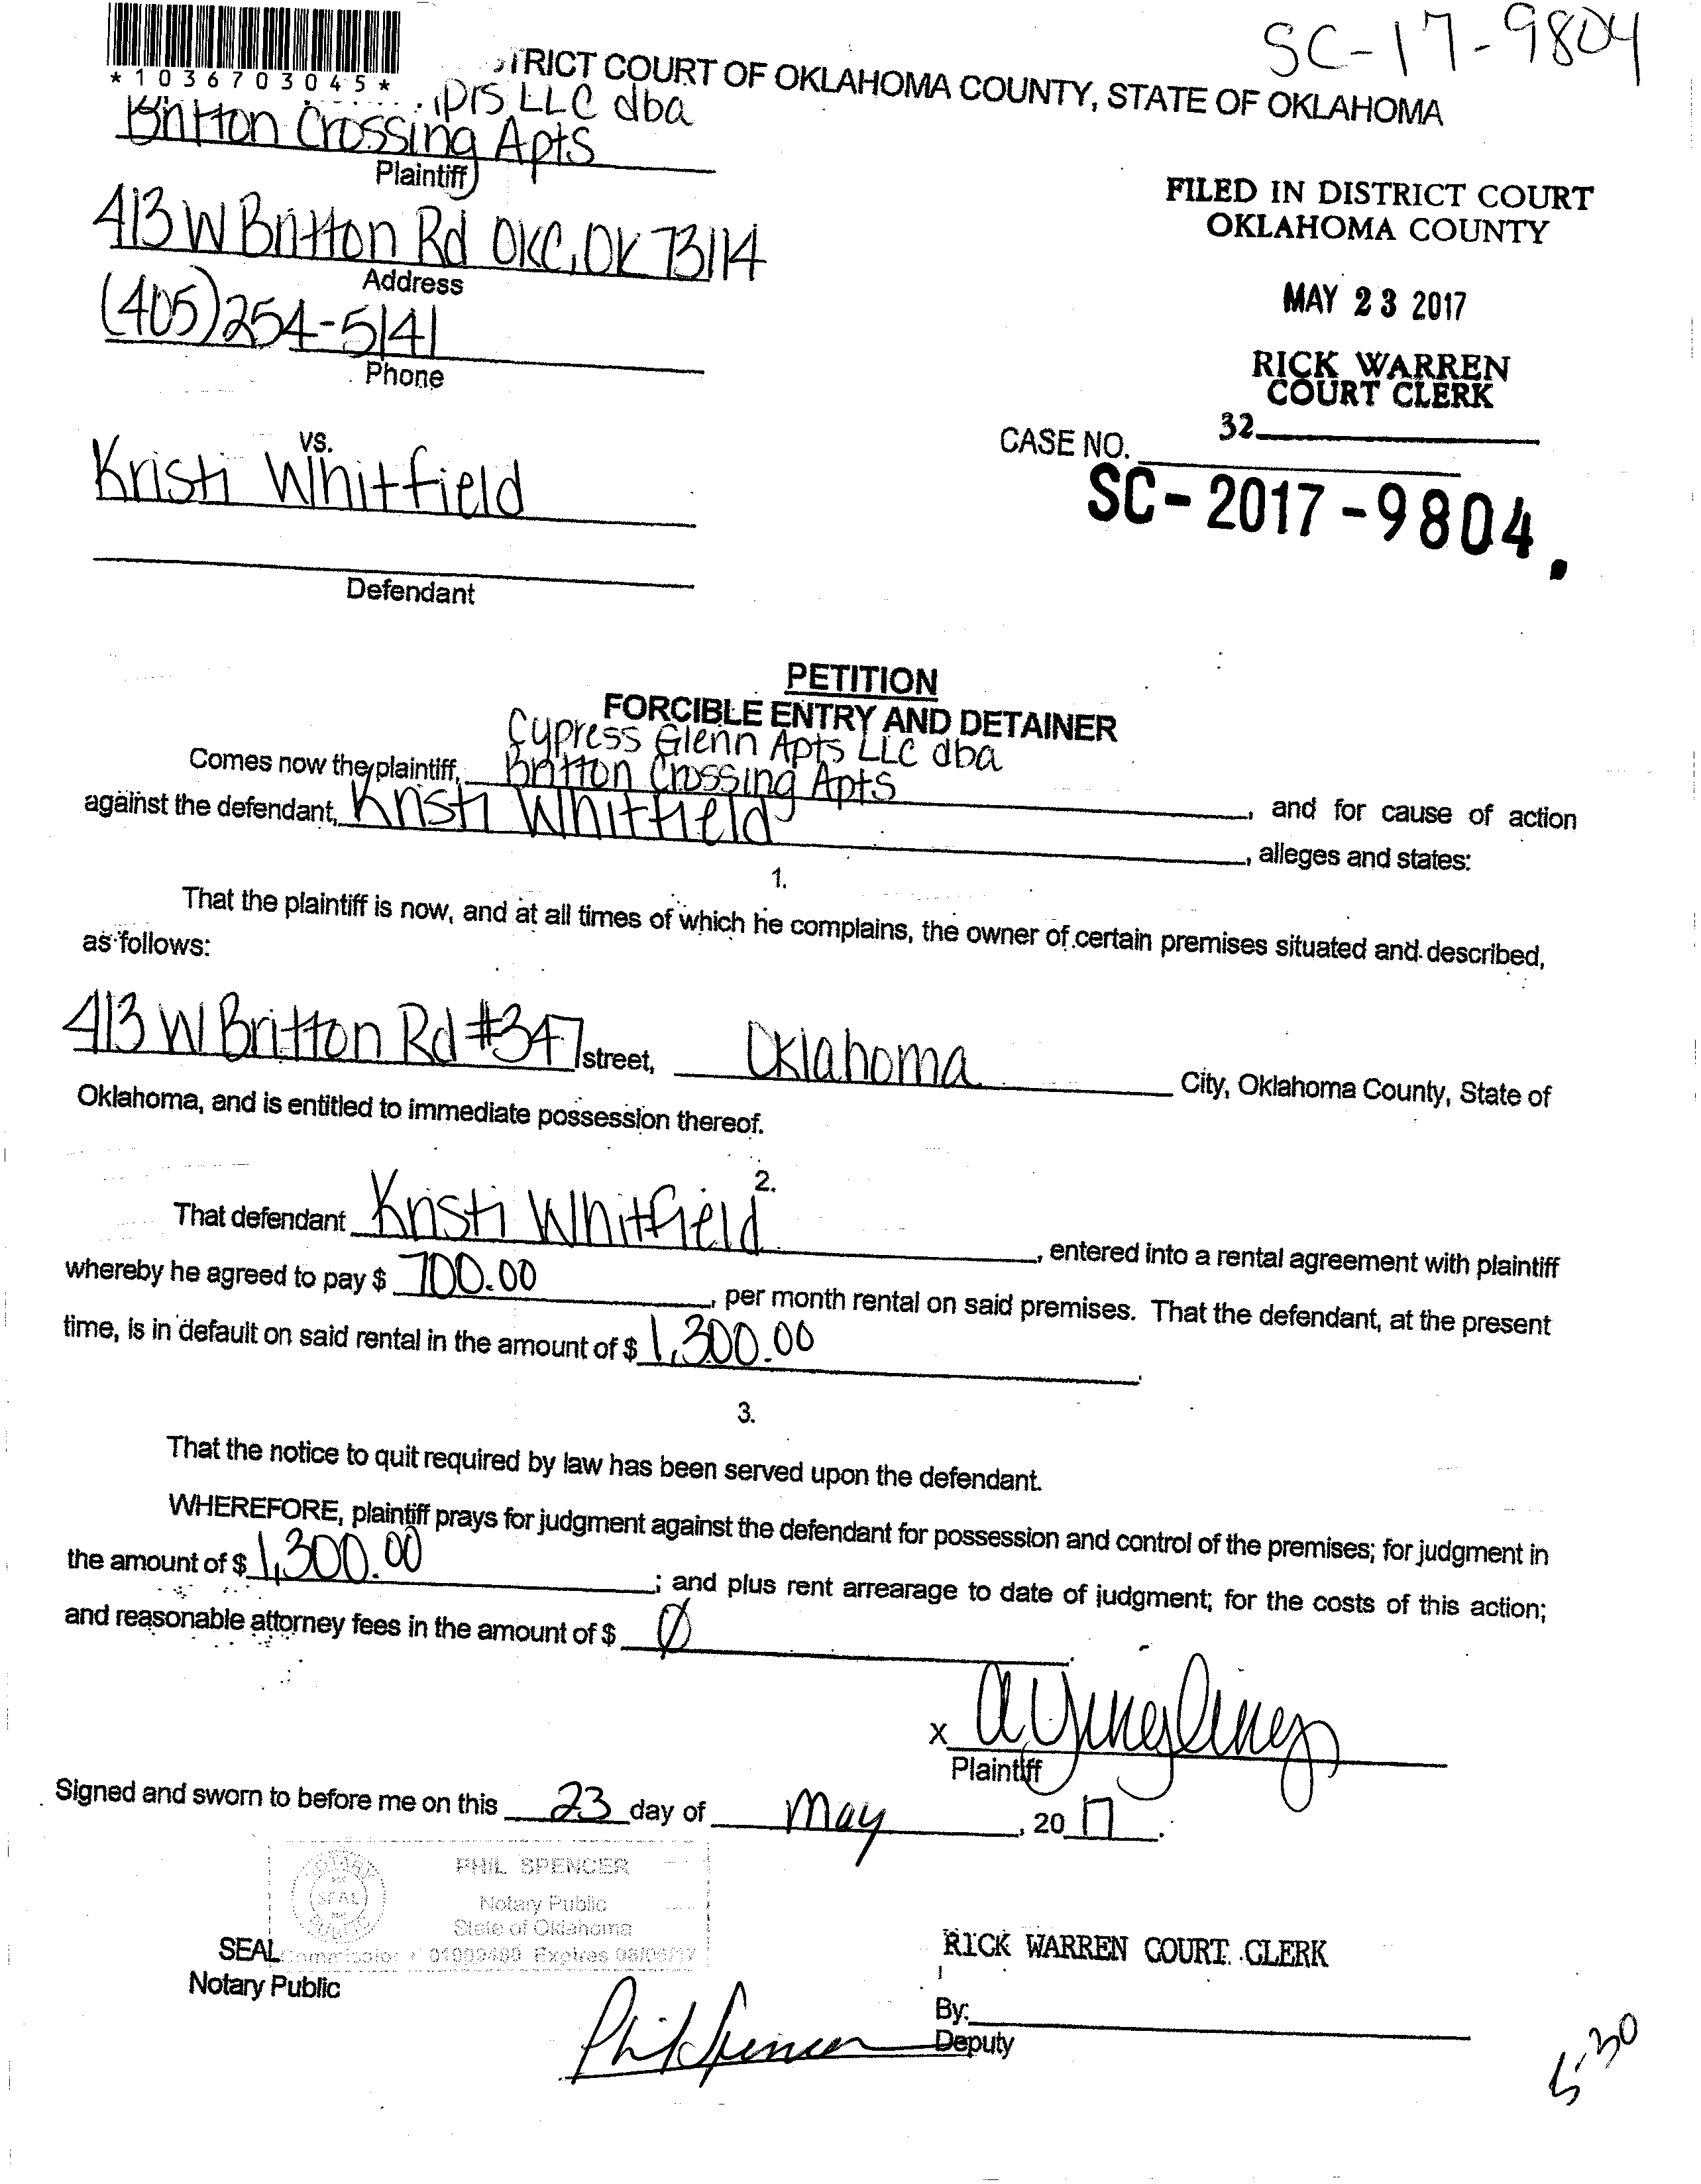 SC-17-9804
*1036703045*
TRICT COURT OF OKLAHOMA COUNTY, STATE OF OKLAHOMA
LLC dba
Britton Crossing Apts
Plaintiff
413 W Britton Rd OKC, OK 73114
Address
(405)254-5141
Phone
FILED IN DISTRICT COURT
OKLAHOMA COUNTY
MAY 23 2017
RICK WARREN
COURT CLERK
32
CASE NO.
SC-2017-9804.
vs.
Kristi Whitfield
Defendant
PETITION
FORCIBLE ENTRY AND DETAINER
Cypress Glenn Apts LLC dba
Comes now the plaintiff, Britton Crossing Apts, and for cause of action
against the defendant, Kristi Whitfield, alleges and states:
1.
That the plaintiff is now, and at all times of which he complains, the owner of certain premises situated and described,
as follows:
413 W Britton Rd #347 street, Oklahoma City, Oklahoma County, State of
Oklahoma, and is entitled to immediate possession thereof.
2.
That defendant Kristi Whitfield, entered into a rental agreement with plaintiff
whereby he agreed to pay $ 700.00, per month rental on said premises. That the defendant, at the present
time, is in default on said rental in the amount of $ 1,300.00.
3.
That the notice to quit required by law has been served upon the defendant.
WHEREFORE, plaintiff prays for judgment against the defendant for possession and control of the premises; for judgment in
the amount of $ 1,300.00; and plus rent arrearage to date of judgment; for the costs of this action;
and reasonable attorney fees in the amount of $ Ø.
x A Yingling
Plaintiff
Signed and sworn to before me on this 23 day of May, 2017.
NOTARY
SEAL
PUBLIC
PHIL SPENCER
Notary Public
State of Oklahoma
Commission # 01009480 Expires 08/06/17
SEAL
Notary Public
RICK WARREN COURT CLERK
By:
Deputy
Phil Spencer
5-30